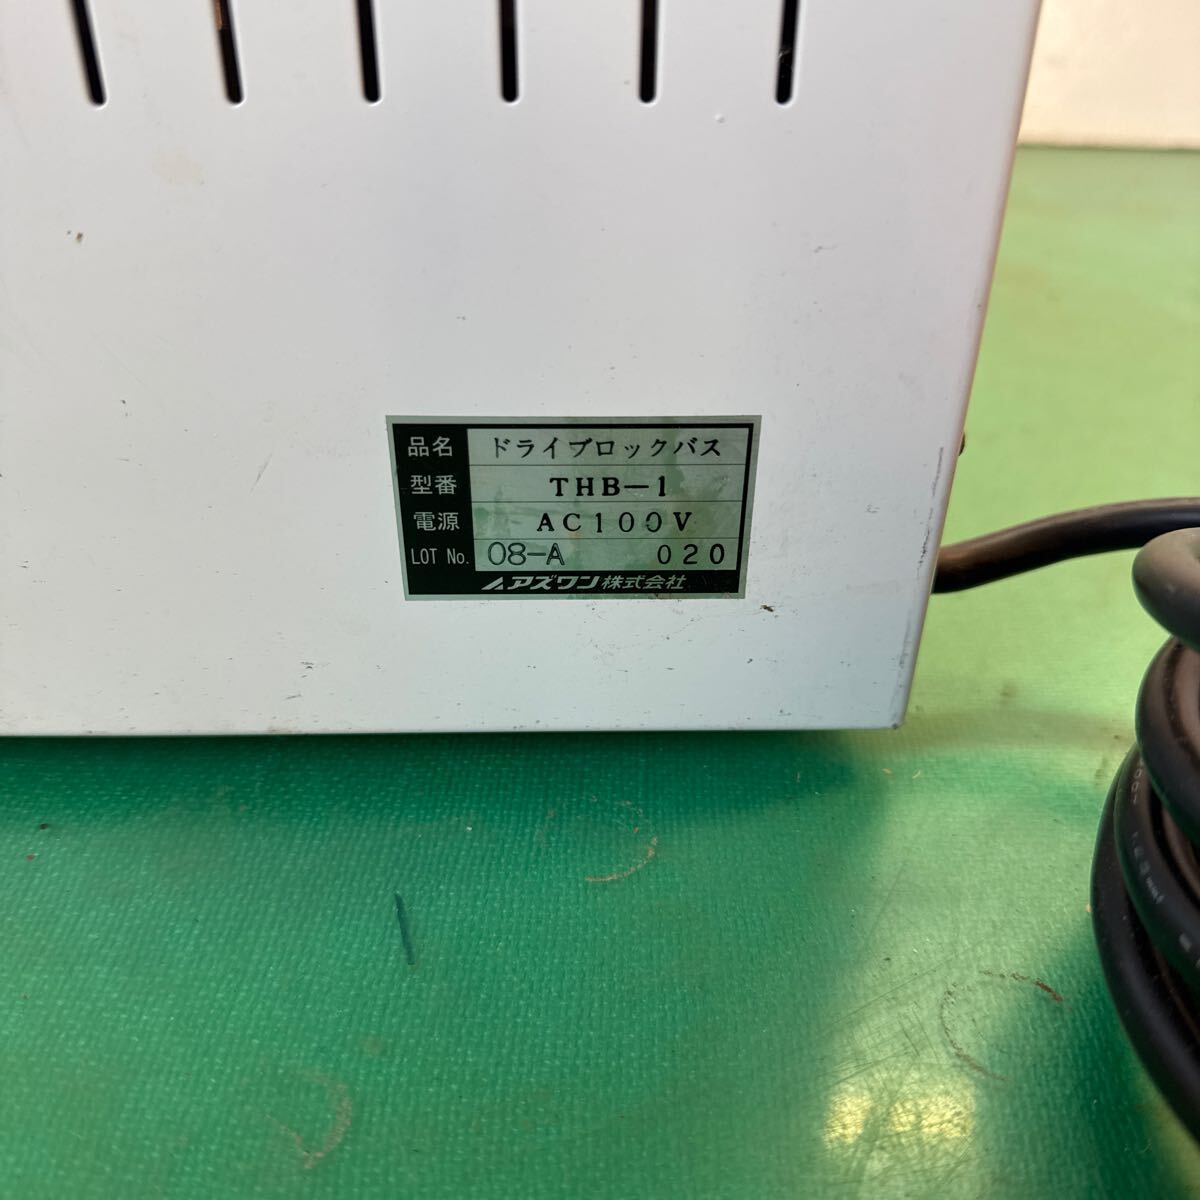 品名 ドライブロックバス
型番 THB-1
電源 AC100V
LOT No. 08-A 020
アズワン株式会社